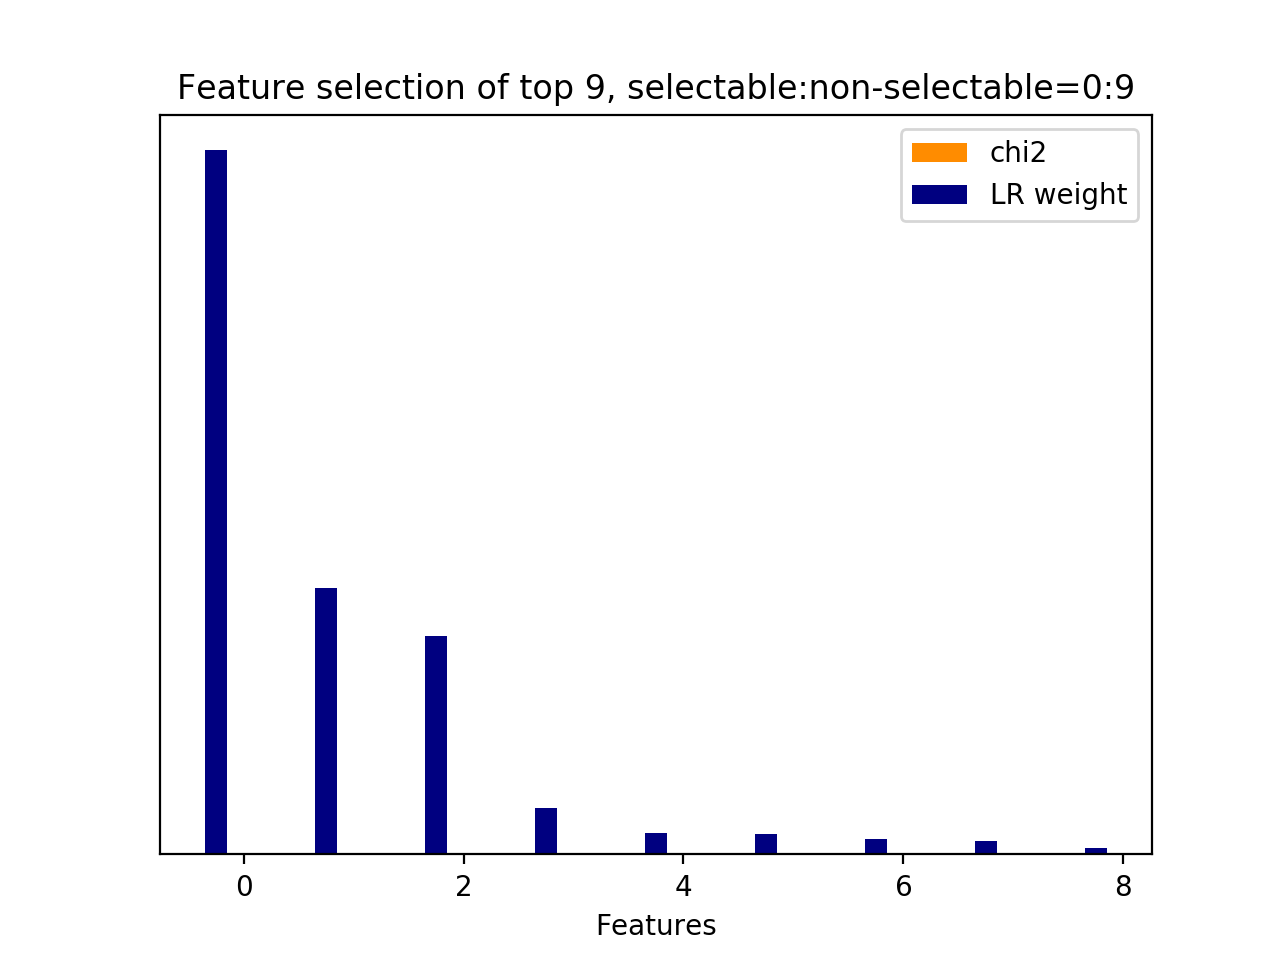 Feature selection of top 9, selectable:non-selectable=0:9
chi2
LR weight
0 2 4 6 8
Features